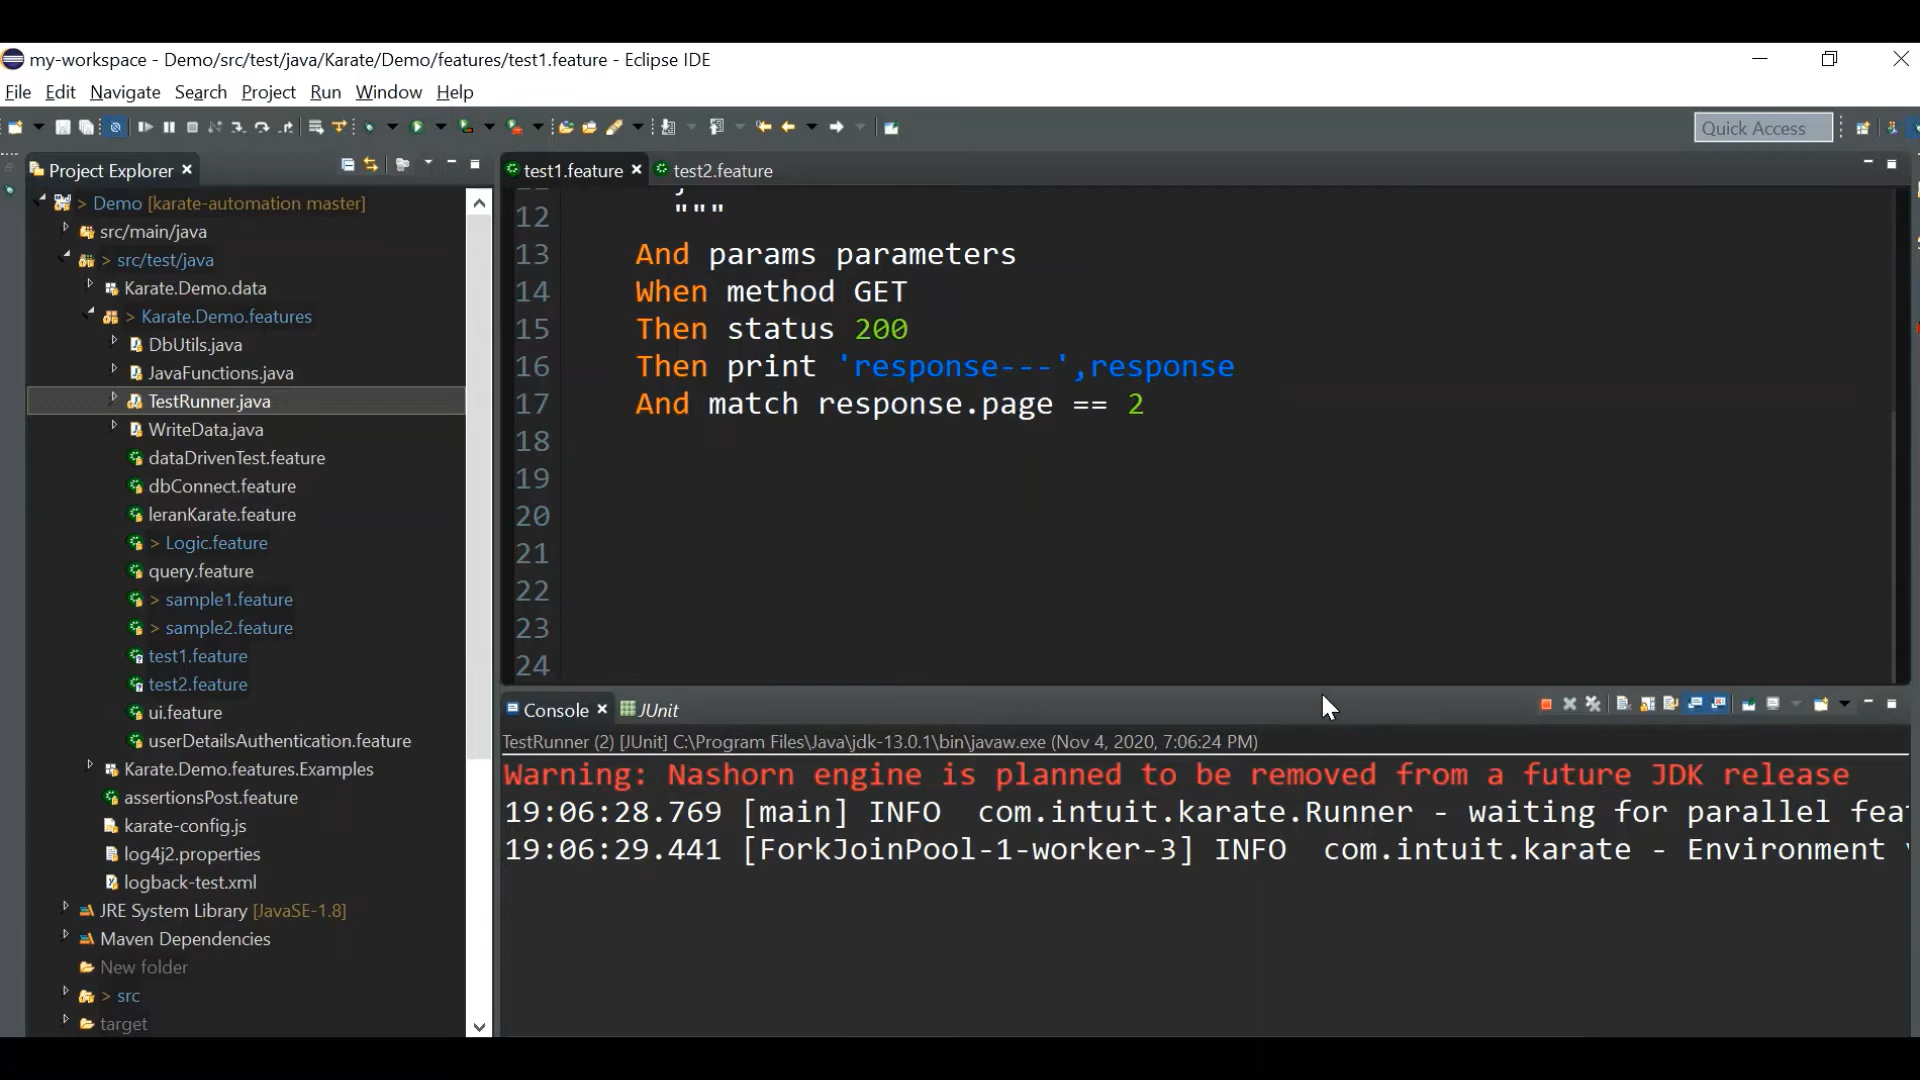 my-workspace - Demo/src/test/java/Karate/Demo/features/test1.feature - Eclipse IDE
File Edit Navigate Search Project Run Window Help
Quick Access
Project Explorer
> Demo [karate-automation master]
src/main/java
> src/test/java
Karate.Demo.data
> Karate.Demo.features
DbUtils.java
JavaFunctions.java
TestRunner.java
WriteData.java
dataDrivenTest.feature
dbConnect.feature
leranKarate.feature
> Logic.feature
query.feature
> sample1.feature
> sample2.feature
test1.feature
test2.feature
ui.feature
userDetailsAuthentication.feature
Karate.Demo.features.Examples
assertionsPost.feature
karate-config.js
log4j2.properties
logback-test.xml
JRE System Library [JavaSE-1.8]
Maven Dependencies
New folder
> src
target
test1.feature test2.feature
12 """
13 And params parameters
14 When method GET
15 Then status 200
16 Then print 'response---',response
17 And match response.page == 2
18
19
20
21
22
23
24
Console JUnit
TestRunner (2) [JUnit] C:\Program Files\Java\jdk-13.0.1\bin\javaw.exe (Nov 4, 2020, 7:06:24 PM)
Warning: Nashorn engine is planned to be removed from a future JDK release
19:06:28.769 [main] INFO com.intuit.karate.Runner - waiting for parallel fea
19:06:29.441 [ForkJoinPool-1-worker-3] INFO com.intuit.karate - Environment